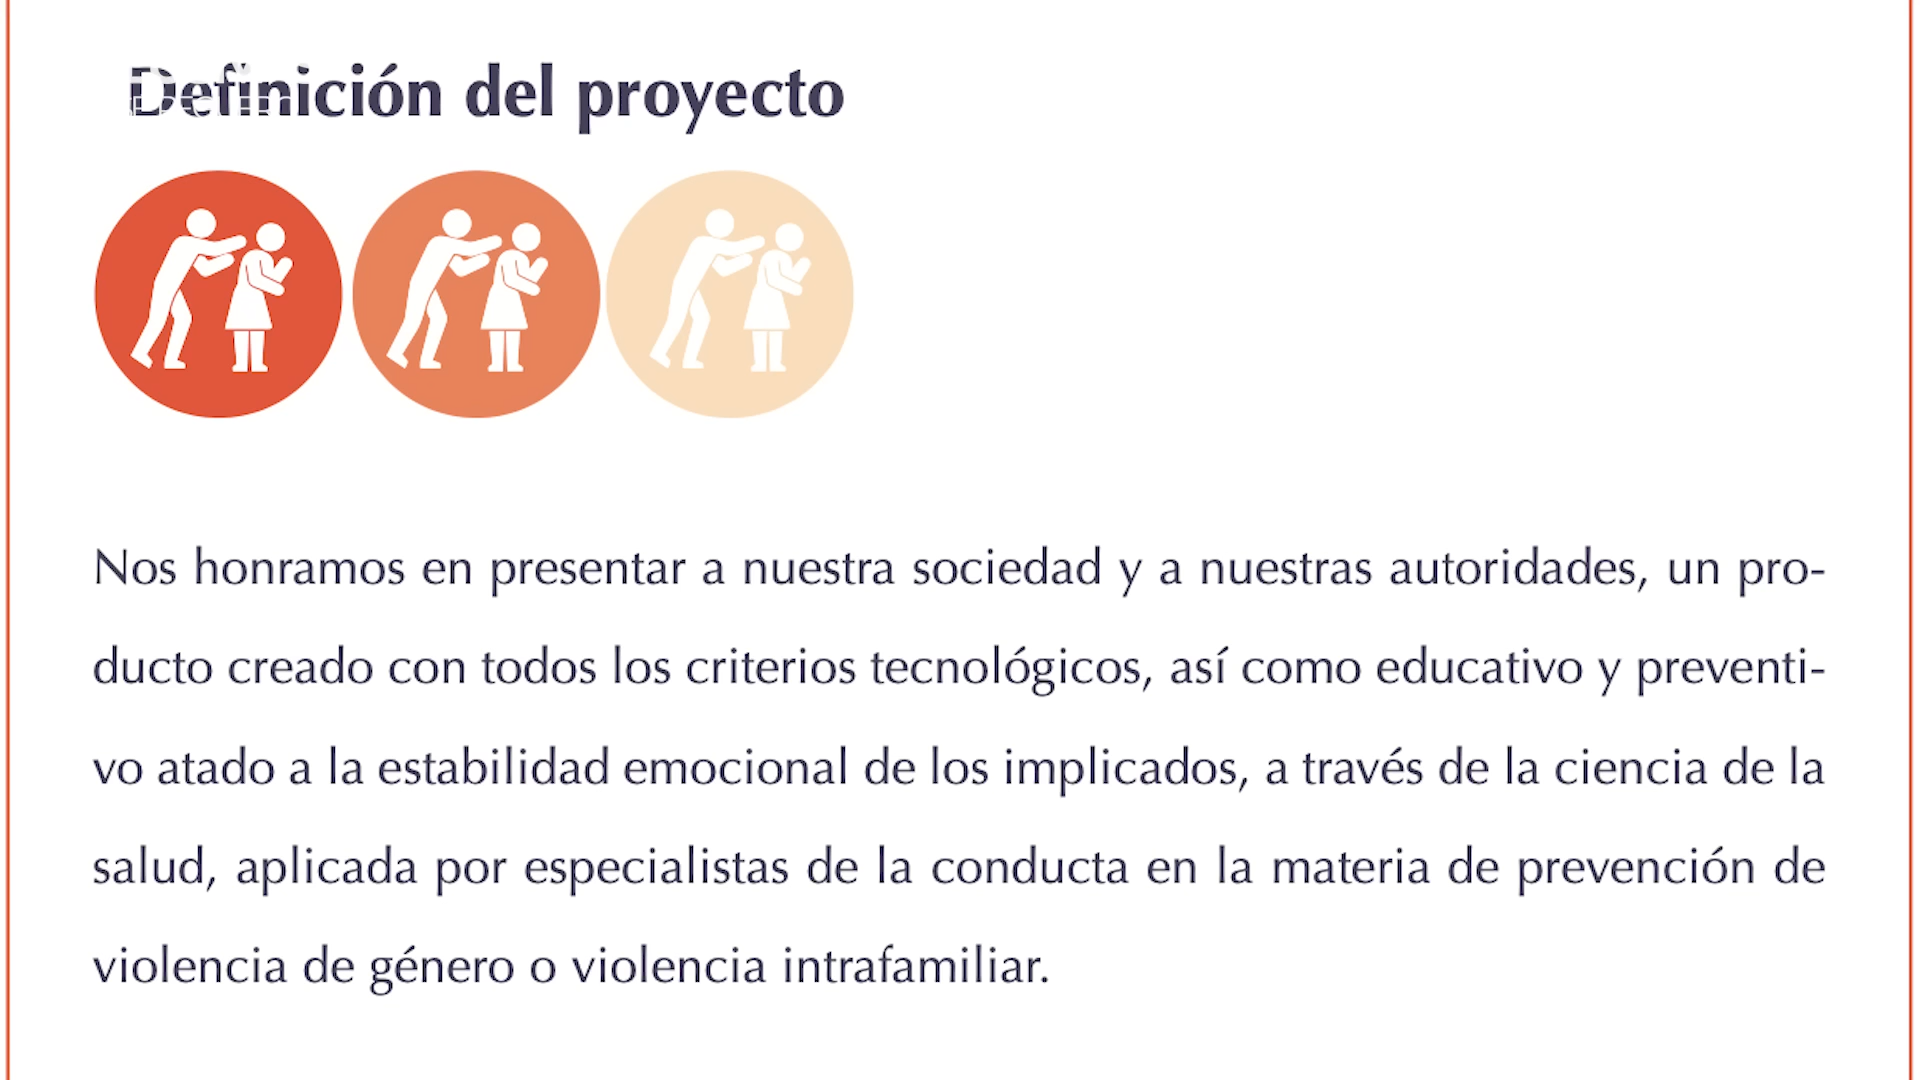 Definición del proyecto
Nos honramos en presentar a nuestra sociedad y a nuestras autoridades, un pro-
ducto creado con todos los criterios tecnológicos, así como educativo y preventi-
vo atado a la estabilidad emocional de los implicados, a través de la ciencia de la
salud, aplicada por especialistas de la conducta en la materia de prevención de
violencia de género o violencia intrafamiliar.